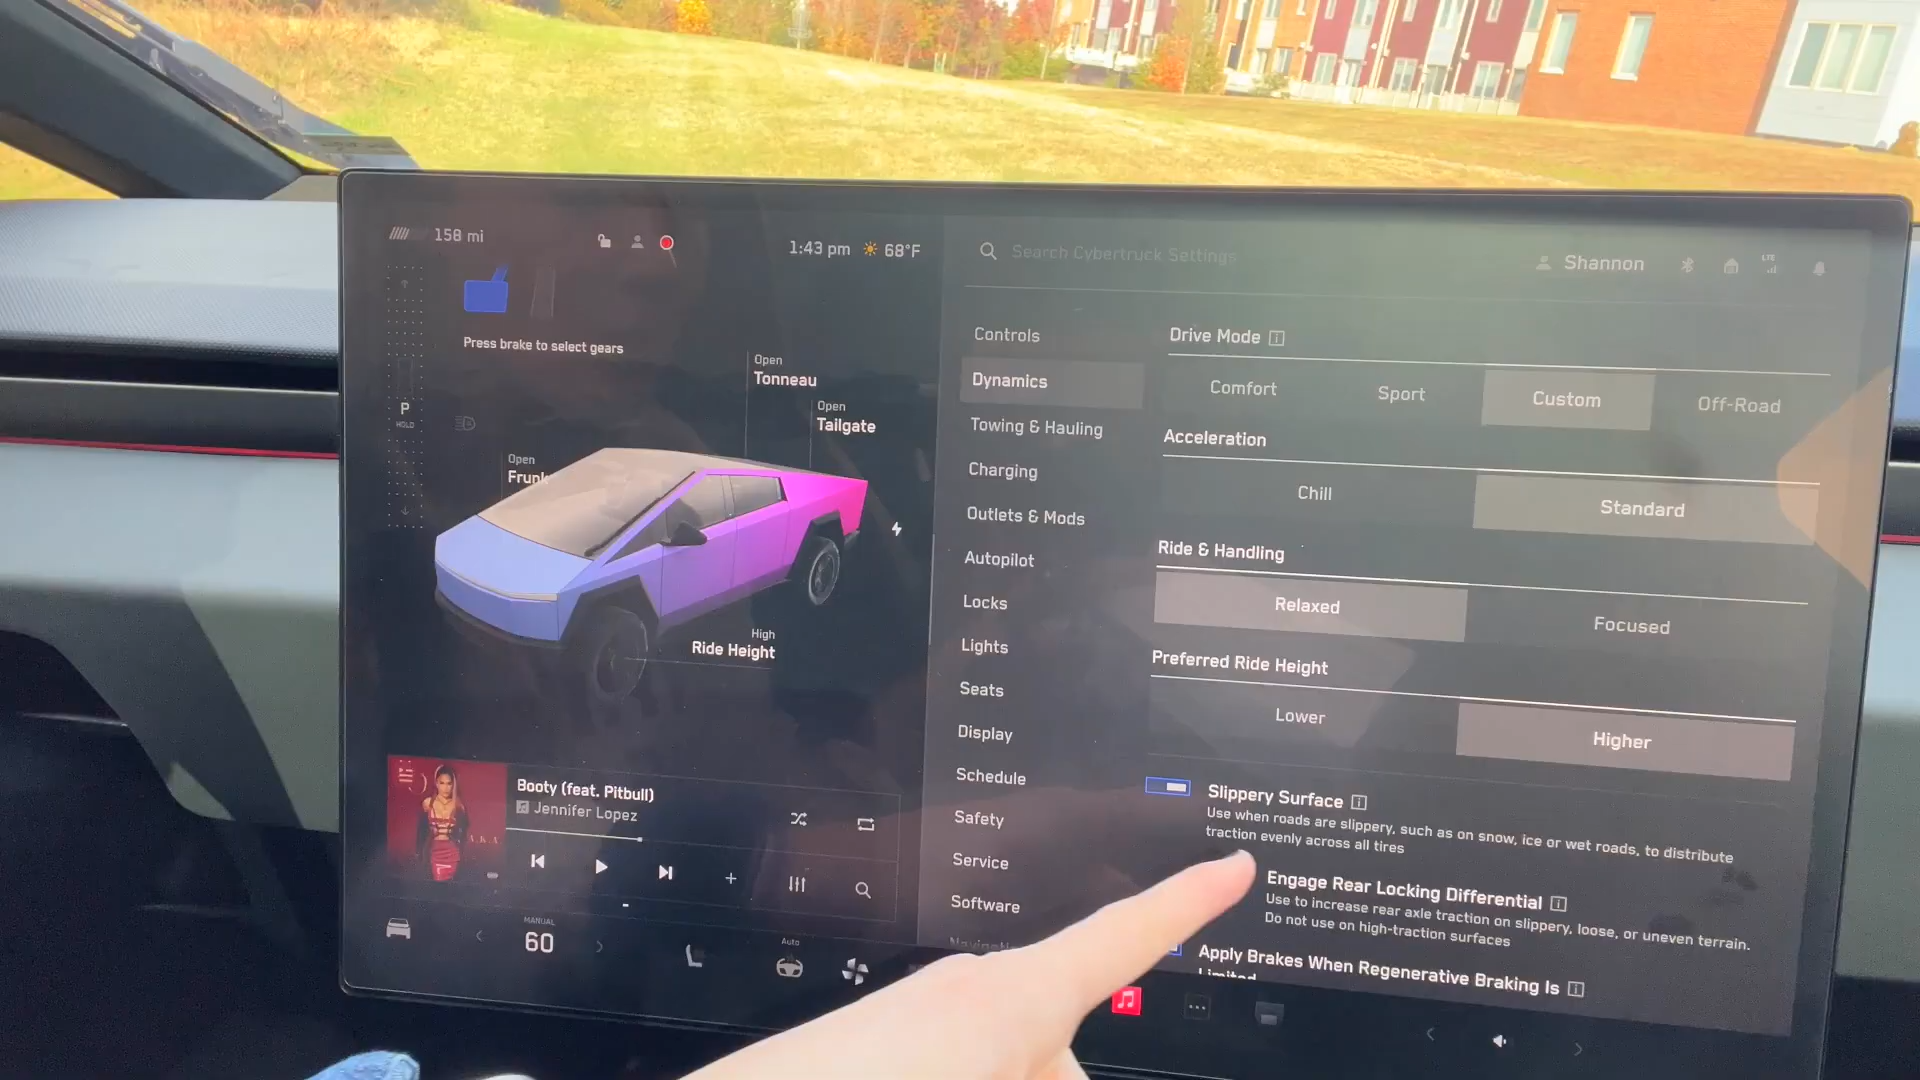 158 mi
1:43 pm
68°F
Press brake to select gears
P
HOLD
Open
Tonneau
Open
Tailgate
Open
Frunk
High
Ride Height
Booty (feat. Pitbull)
Jennifer Lopez
AKA
MANUAL
60
Auto
Search Cybertruck Settings
Shannon
LTE
Controls
Dynamics
Towing & Hauling
Charging
Outlets & Mods
Autopilot
Locks
Lights
Seats
Display
Schedule
Safety
Service
Software
Drive Mode
Comfort
Sport
Custom
Off-Road
Acceleration
Chill
Standard
Ride & Handling
Relaxed
Focused
Preferred Ride Height
Lower
Higher
Slippery Surface
Use when roads are slippery, such as on snow, ice or wet roads, to distribute
traction evenly across all tires
Engage Rear Locking Differential
Use to increase rear axle traction on slippery, loose, or uneven terrain.
Do not use on high-traction surfaces
Apply Brakes When Regenerative Braking Is
Limited